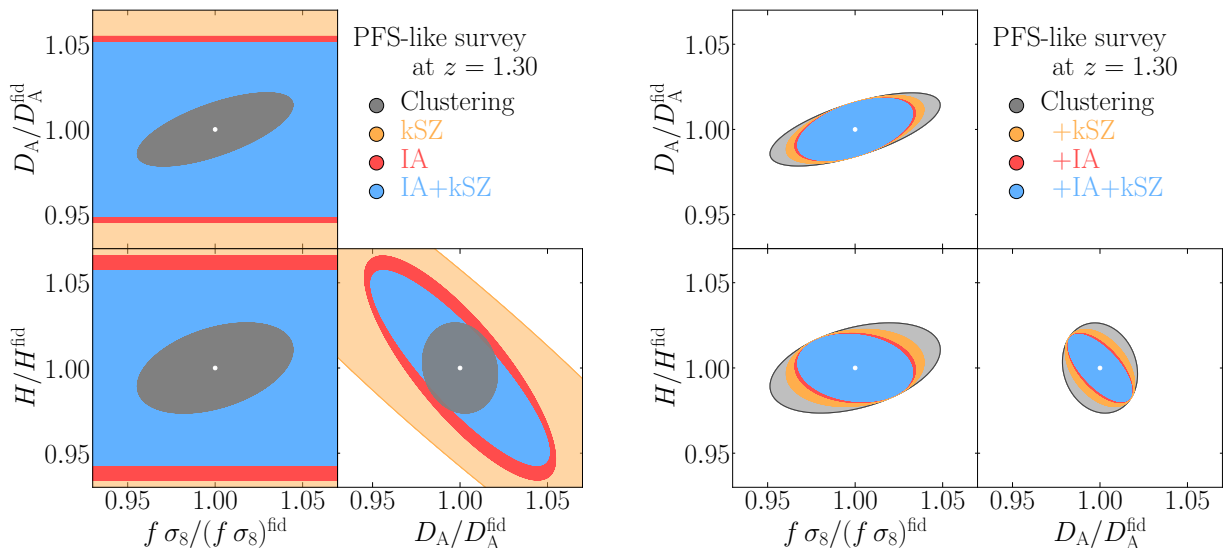 PFS-like survey
at z = 1.30
Clustering
kSZ
IA
IA+kSZ
1.05
1.00
0.95
D_A/D_A^fid
1.05
1.00
0.95
H/H^fid
0.95 1.00 1.05
f σ_8/(f σ_8)^fid
0.95 1.00 1.05
D_A/D_A^fid
PFS-like survey
at z = 1.30
Clustering
+kSZ
+IA
+IA+kSZ
1.05
1.00
0.95
D_A/D_A^fid
1.05
1.00
0.95
H/H^fid
0.95 1.00 1.05
f σ_8/(f σ_8)^fid
0.95 1.00 1.05
D_A/D_A^fid